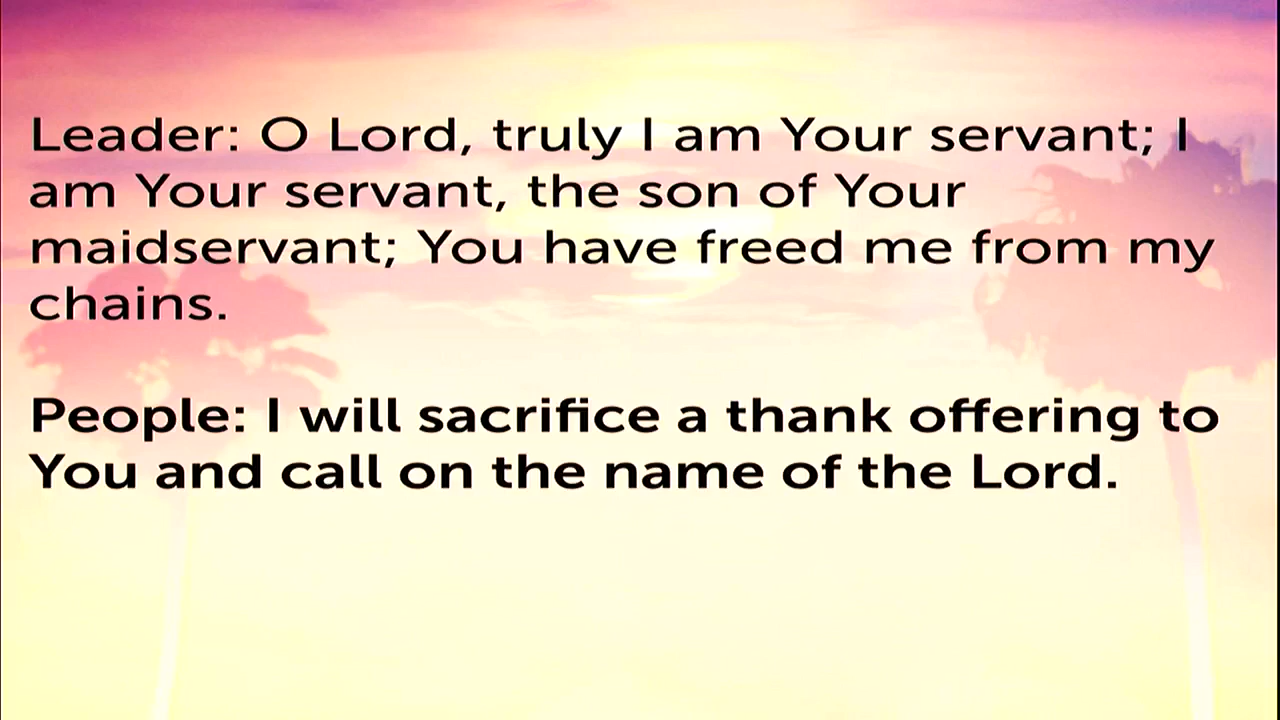 Leader: O Lord, truly I am Your servant; I
am Your servant, the son of Your
maidservant; You have freed me from my
chains.
People: I will sacrifice a thank offering to
You and call on the name of the Lord.